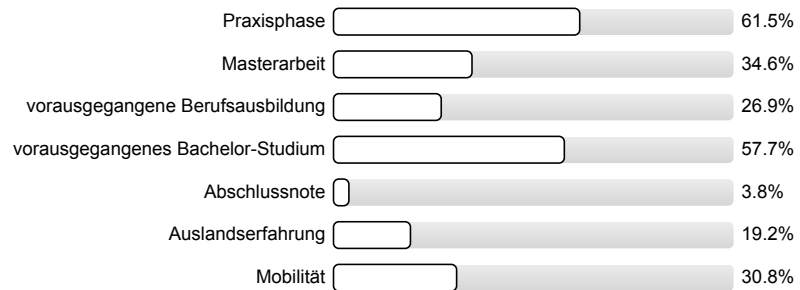 Praxisphase 61.5%
Masterarbeit 34.6%
vorausgegangene Berufsausbildung 26.9%
vorausgegangenes Bachelor-Studium 57.7%
Abschlussnote 3.8%
Auslandserfahrung 19.2%
Mobilität 30.8%